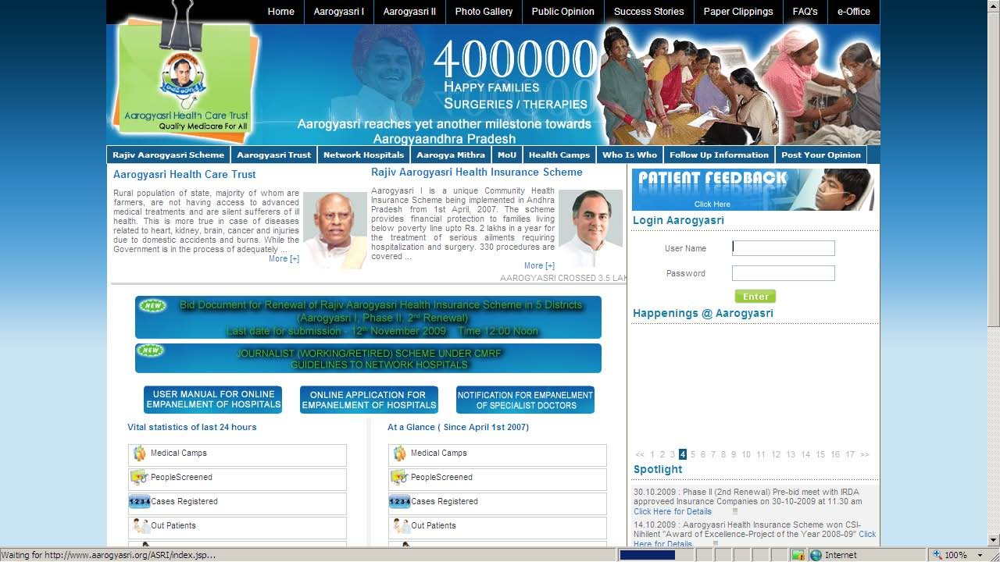 Home Aarogyasri I Aarogyasri II Photo Gallery Public Opinion Success Stories Paper Clippings FAQ's e-Office
Aarogyasri Health Care Trust
Quality Medicare For All
400000
HAPPY FAMILIES
SURGERIES / THERAPIES
Aarogyasri reaches yet another milestone towards
Aarogyaandhra Pradesh
Rajiv Aarogyasri Scheme Aarogyasri Trust Network Hospitals Aarogya Mithra MoU Health Camps Who Is Who Follow Up Information Post Your Opinion
Aarogyasri Health Care Trust
Rural population of state, majority of whom are
farmers, are not having access to advanced
medical treatment and are silent sufferers of ill
health. This is more true in case of diseases
related to heart, kidney, brain, cancer and injuries
due to domestic accidents and burns. While the
Government is in the process of adequately ...
More [+]
Rajiv Aarogyasri Health Insurance Scheme
Aarogyasri I is a unique Community Health
Insurance Scheme being implemented in Andhra
Pradesh from 1st April, 2007. The scheme
provides financial protection to families living
below poverty line upto Rs. 2 lakhs in a year for
the treatment of serious ailments requiring
hospitalization and surgery. 330 procedures are
covered ...
More [+]
AAROGYASRI CROSSED 3.5 LAK
NEW
Bid Document for Renewal of Rajiv Aarogyasri Health Insurance Scheme in 5 Districts
(Aarogyasri I, Phase II, 2nd Renewal)
Last date for submission - 12th November 2009 Time 12:00 Noon
NEW
JOURNALIST (WORKING/RETIRED) SCHEME UNDER CMRF
GUIDELINES TO NETWORK HOSPITALS
USER MANUAL FOR ONLINE
EMPANELMENT OF HOSPITALS
ONLINE APPLICATION FOR
EMPANELMENT OF HOSPITALS
NOTIFICATION FOR EMPANELMENT
OF SPECIALIST DOCTORS
Vital statistics of last 24 hours
Medical Camps
PeopleScreened
1-2-3-4 Cases Registered
Out Patients
At a Glance ( Since April 1st 2007)
Medical Camps
PeopleScreened
1-2-3-4 Cases Registered
Out Patients
PATIENT FEEDBACK
Click Here
Login Aarogyasri
User Name
Password
Enter
Happenings @ Aarogyasri
<< 1 2 3 4 5 6 7 8 9 10 11 12 13 14 15 16 17 >>
Spotlight
30.10.2009 : Phase II (2nd Renewal) Pre-bid meet with IRDA
approveed Insurance Companies on 30-10-2009 at 11.30 am
Click Here for Details
14.10.2009 : Aarogyasri Health Insurance Scheme won CSI-
Nihilent "Award of Excellence-Project of the Year 2008-09" Click
Here for Details
Waiting for http://www.aarogyasri.org/ASRI/index.jsp...
Internet
100%